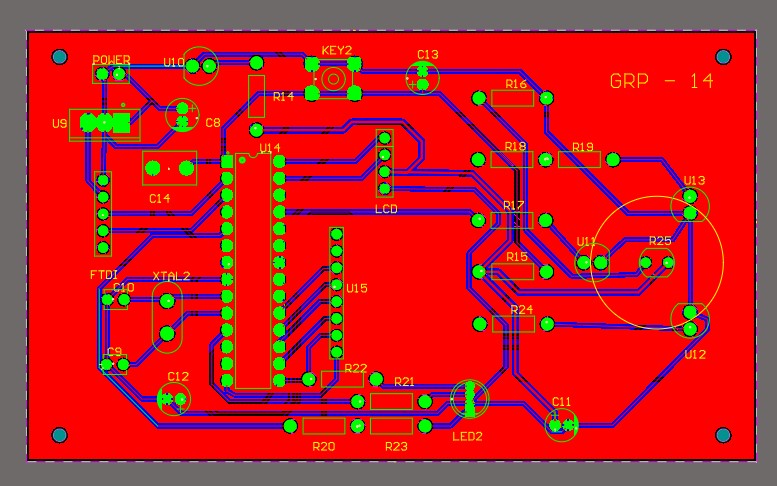 KEY2
C13
POWER
U10
GRP - 14
R16
R14
U9
C8
U14
R18
R19
U13
C14
LCD
R17
U11
R25
R15
FTDI
XTAL2
C10
U15
R24
C9
U12
R22
C12
R21
C11
LED2
R20
R23